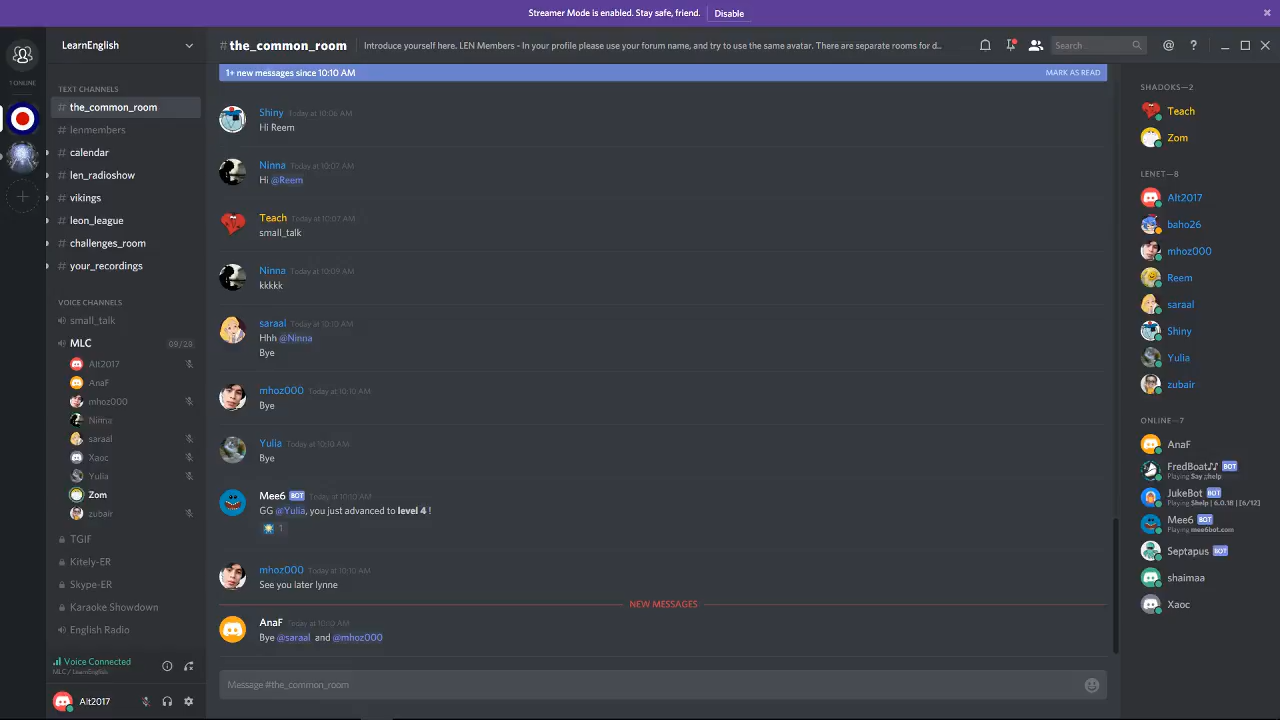 Streamer Mode is enabled. Stay safe, friend. Disable
LearnEnglish
#the_common_room
Introduce yourself here. LEN Members - In your profile please use your forum name, and try to use the same avatar. There are separate rooms for d...
Search...
1 ONLINE
TEXT CHANNELS
# the_common_room
# lenmembers
# calendar
# len_radioshow
# vikings
# leon_league
# challenges_room
# your_recordings
VOICE CHANNELS
small_talk
MLC 09/29
Alt2017
AnaF
mhoz000
Ninna
saraal
Xaoc
Yulia
Zom
zubair
TGIF
Kitely-ER
Skype-ER
Karaoke Showdown
English Radio
Voice Connected
MLC / LearnEnglish
Alt2017
1+ new messages since 10:10 AM MARK AS READ
Shiny Today at 10:06 AM
Hi Reem
Ninna Today at 10:07 AM
Hi @Reem
Teach Today at 10:07 AM
small_talk
Ninna Today at 10:09 AM
kkkkk
saraal Today at 10:10 AM
Hhh @Ninna
Bye
mhoz000 Today at 10:10 AM
Bye
Yulia Today at 10:10 AM
Bye
Mee6 BOT Today at 10:10 AM
GG @Yulia, you just advanced to level 4 !
1
mhoz000 Today at 10:10 AM
See you later lynne
NEW MESSAGES
AnaF Today at 10:10 AM
Bye @saraal and @mhoz000
Message #the_common_room
SHADOKS—2
Teach
Zom
LENET—8
Alt2017
baho26
mhoz000
Reem
saraal
Shiny
Yulia
zubair
ONLINE—7
AnaF
FredBoat♪♪ BOT
Playing Say ;;help
JukeBot BOT
Playing $help | 6.0.18 | [6/12]
Mee6 BOT
Playing mee6bot.com
Septapus BOT
shaimaa
Xaoc